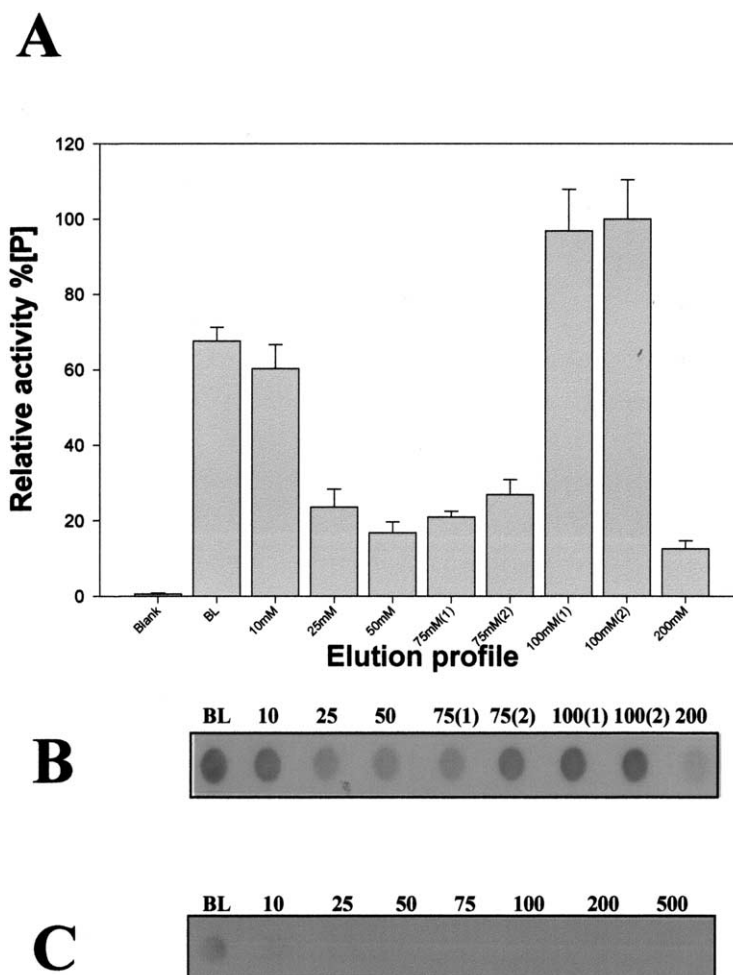 A
120
100
80
60
40
20
0
Relative activity %[P]
Blank BL 10mM 25mM 50mM 75mM(1) 75mM(2) 100mM(1) 100mM(2) 200mM
Elution profile
BL 10 25 50 75(1) 75(2) 100(1) 100(2) 200
B
BL 10 25 50 75 100 200 500
C